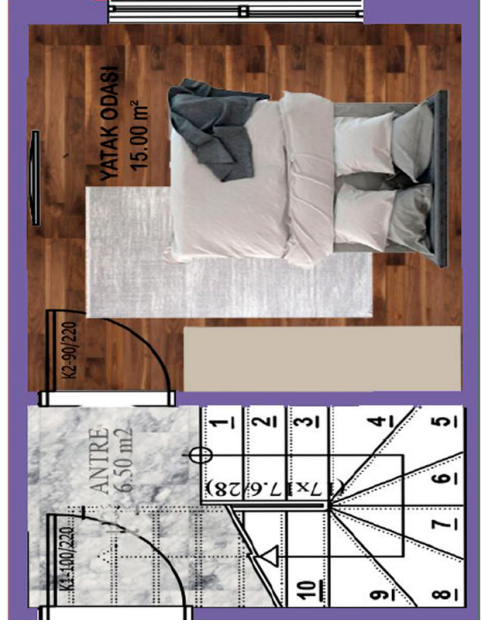 YATAK ODASI
15.00 m²
K2-90/220
ANTRE
6.50 m2
K1-100/220
(17x17.6/28)
1
2
3
4
5
6
7
8
9
10